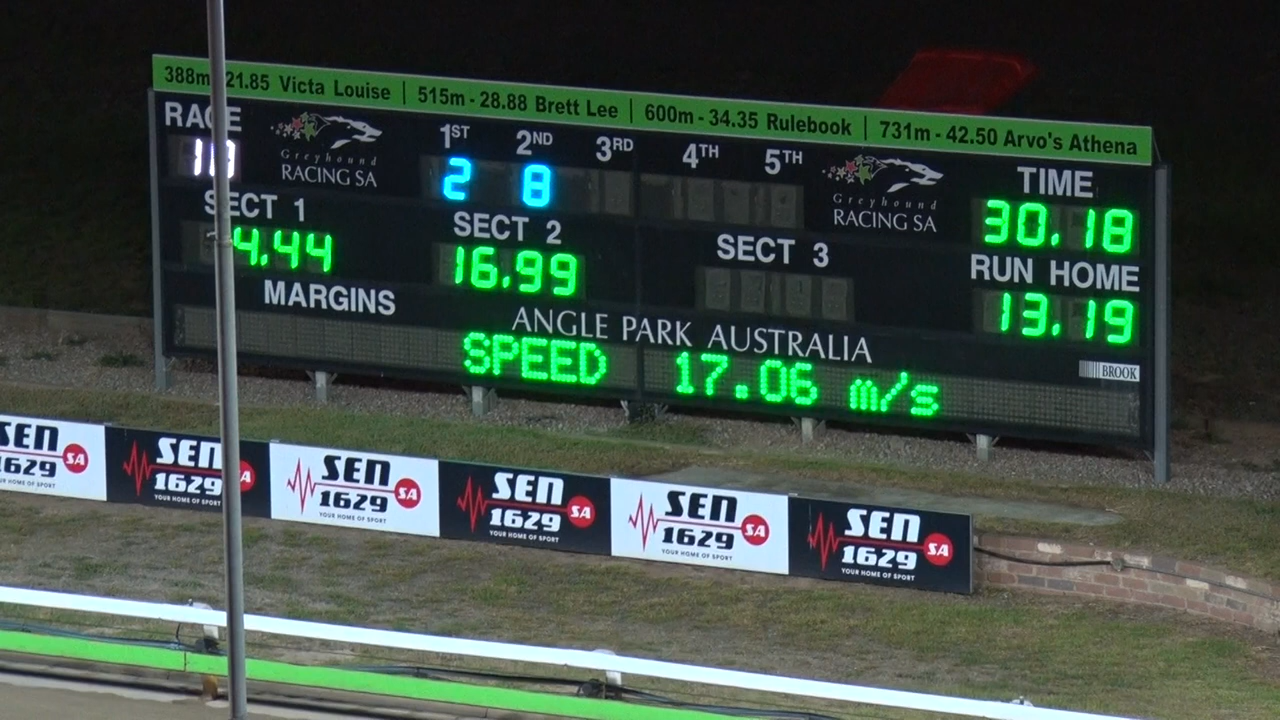 388m 21.85 Victa Louise | 515m - 28.88 Brett Lee | 600m - 34.35 Rulebook | 731m - 42.50 Arvo's Athena
RACE
Greyhound
RACING SA
1ST 2ND 3RD 4TH 5TH
2 8
Greyhound
RACING SA
TIME
30.18
SECT 1
4.44
SECT 2
16.99
SECT 3
RUN HOME
13.19
MARGINS
ANGLE PARK AUSTRALIA
SPEED 17.06 m/s
BROOK
SEN SA
1629
SEN
1629
YOUR HOME OF SPORT
SEN SA
1629
YOUR HOME OF SPORT
SEN SA
1629
YOUR HOME OF SPORT
SEN SA
1629
YOUR HOME OF SPORT
SEN SA
1629
YOUR HOME OF SPORT